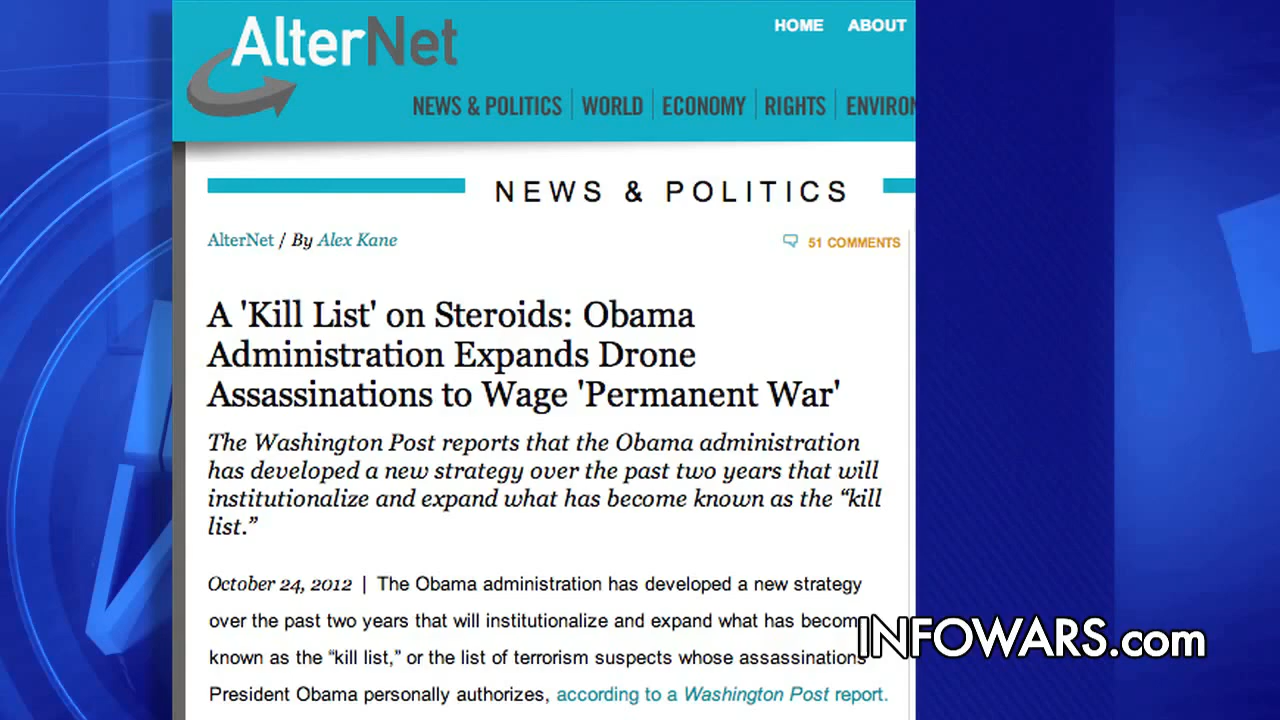 AlterNet
HOME ABOUT
NEWS & POLITICS WORLD ECONOMY RIGHTS
NEWS & POLITICS
AlterNet / By Alex Kane
51 COMMENTS
A 'Kill List' on Steroids: Obama
Administration Expands Drone
Assassinations to Wage 'Permanent War'
The Washington Post reports that the Obama administration
has developed a new strategy over the past two years that will
institutionalize and expand what has become known as the “kill
list.”
October 24, 2012 | The Obama administration has developed a new strategy
over the past two years that will institutionalize and expand what has
known as the “kill list,” or the list of terrorism suspects whose assassinations
President Obama personally authorizes, according to a Washington Post report.
INFOWARS.com